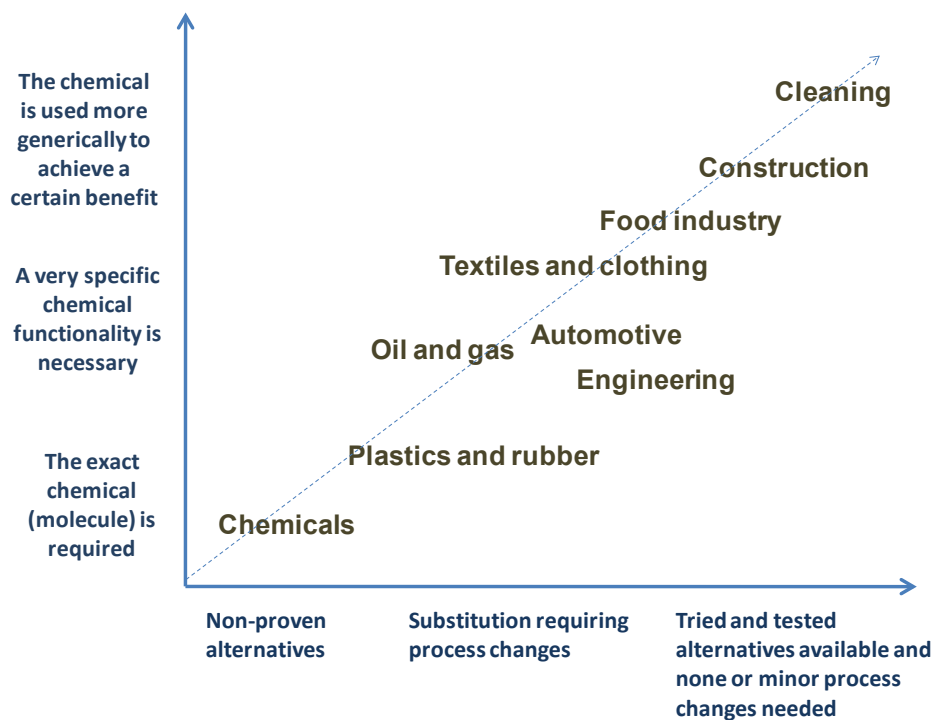 The chemical
is used more
generically to
achieve a
certain benefit
A very specific
chemical
functionality is
necessary
The exact
chemical
(molecule) is
required
Cleaning
Construction
Food industry
Textiles and clothing
Automotive
Oil and gas
Engineering
Plastics and rubber
Chemicals
Non-proven
alternatives
Substitution requiring
process changes
Tried and tested
alternatives available and
none or minor process
changes needed